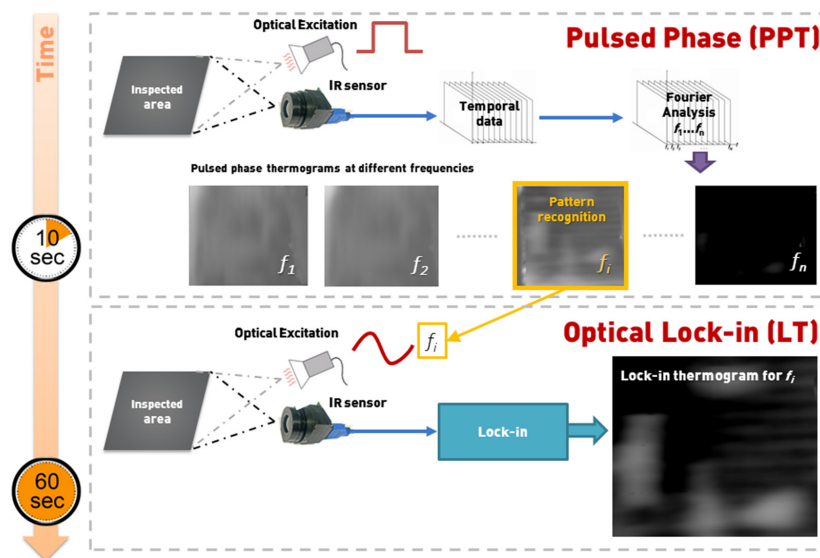 Time
Optical Excitation
Pulsed Phase (PPT)
Inspected
area
IR sensor
Temporal
data
Fourier
Analysis
f1...fn
Pulsed phase thermograms at different frequencies
10
sec
f1
f2
Pattern
recognition
fi
fn
Optical Excitation
fi
Optical Lock-in (LT)
Inspected
area
IR sensor
Lock-in
Lock-in thermogram for fi
60
sec